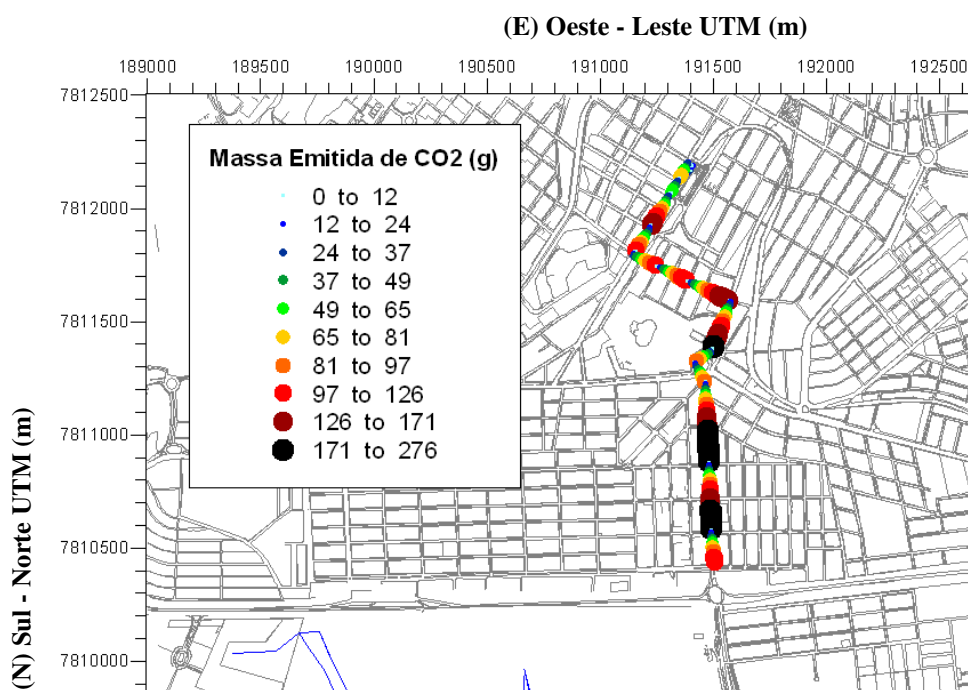 (E) Oeste - Leste UTM (m)
189000 189500 190000 190500 191000 191500 192000 192500
7812500
Massa Emitida de CO2 (g)
0 to 12
7812000
12 to 24
24 to 37
37 to 49
49 to 65
7811500
65 to 81
81 to 97
97 to 126
126 to 171
7811000
171 to 276
7810500
7810000
(N) Sul - Norte UTM (m)